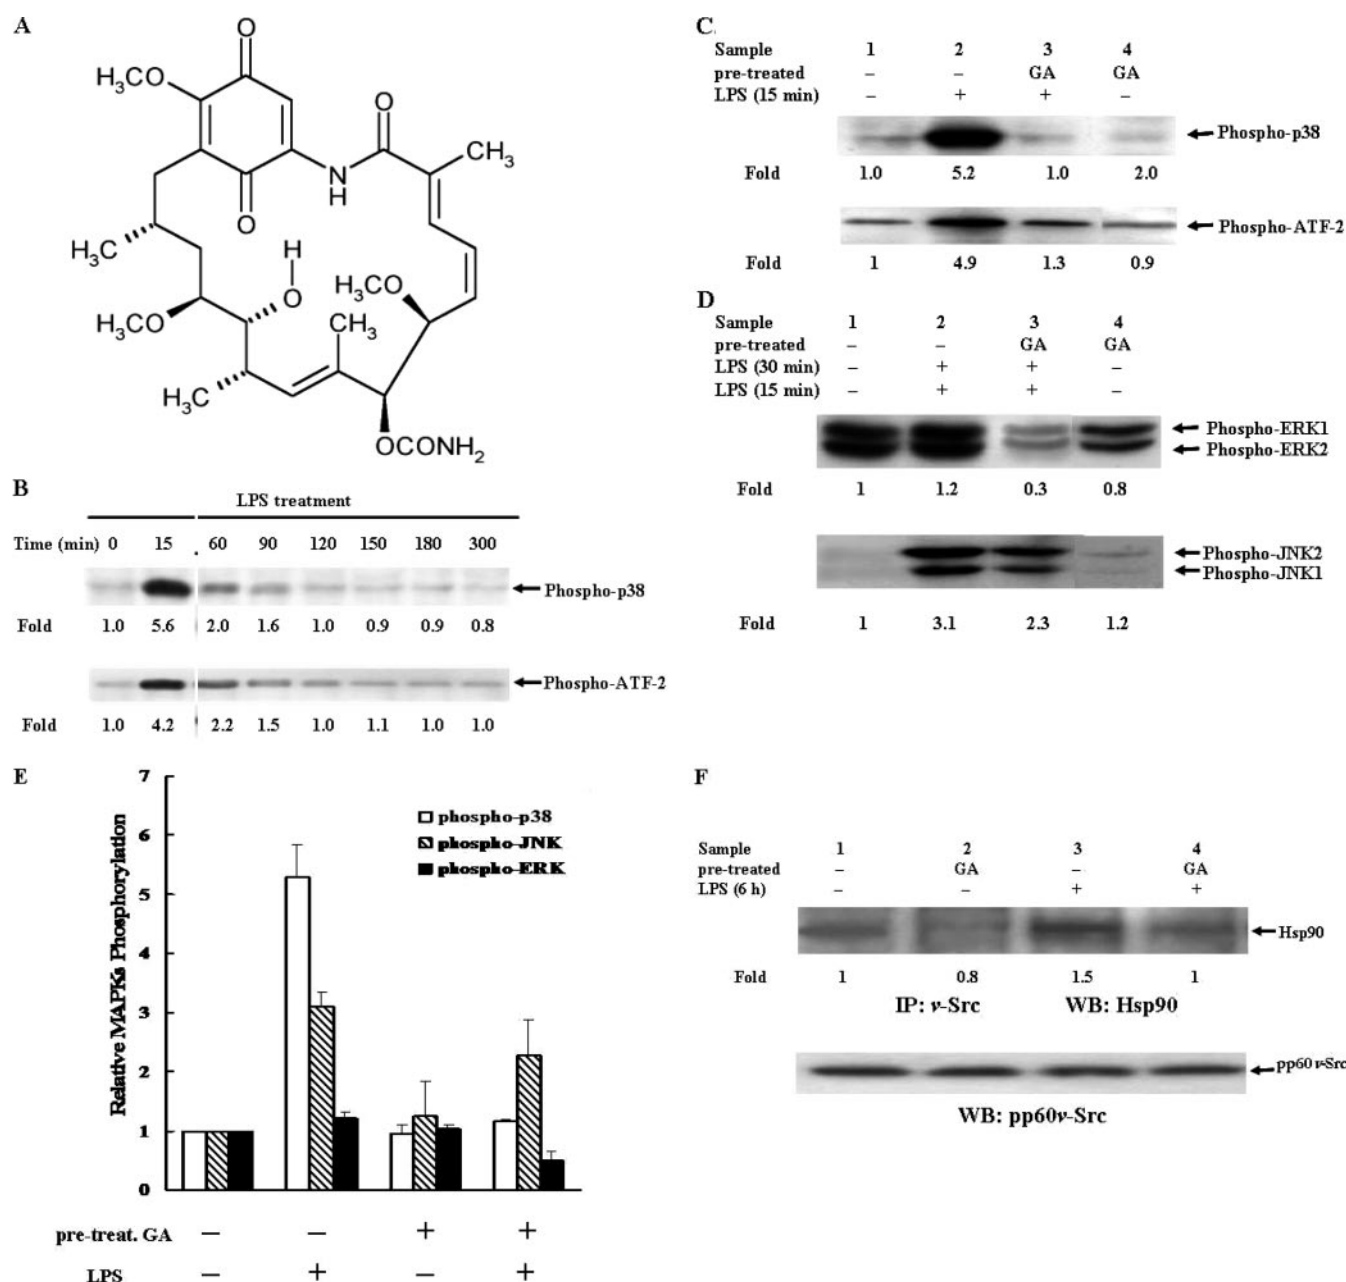 A
O
H₃CO
O
CH₃
N
H
O
H
O
H₃C
H₃CO
H₃CO
CH₃
H₃C
OCONH₂
B
LPS treatment
Time (min) 0 15 60 90 120 150 180 300
Phospho-p38
Fold 1.0 5.6 2.0 1.6 1.0 0.9 0.9 0.8
Phospho-ATF-2
Fold 1.0 4.2 2.2 1.5 1.0 1.1 1.0 1.0
C
Sample 1 2 3 4
pre-treated – – GA GA
LPS (15 min) – + + –
Phospho-p38
Fold 1.0 5.2 1.0 2.0
Phospho-ATF-2
Fold 1 4.9 1.3 0.9
D
Sample 1 2 3 4
pre-treated – – GA GA
LPS (30 min) – + + –
LPS (15 min) – + + –
Phospho-ERK1
Phospho-ERK2
Fold 1 1.2 0.3 0.8
Phospho-JNK2
Phospho-JNK1
Fold 1 3.1 2.3 1.2
E
Relative MAPKs Phosphorylation
7
6
5
4
3
2
1
0
phospho-p38
phospho-JNK
phospho-ERK
pre-treat. GA – – + +
LPS – + – +
F
Sample 1 2 3 4
pre-treated – GA – GA
LPS (6 h) – – + +
Hsp90
Fold 1 0.8 1.5 1
IP: v-Src WB: Hsp90
pp60v-Src
WB: pp60v-Src